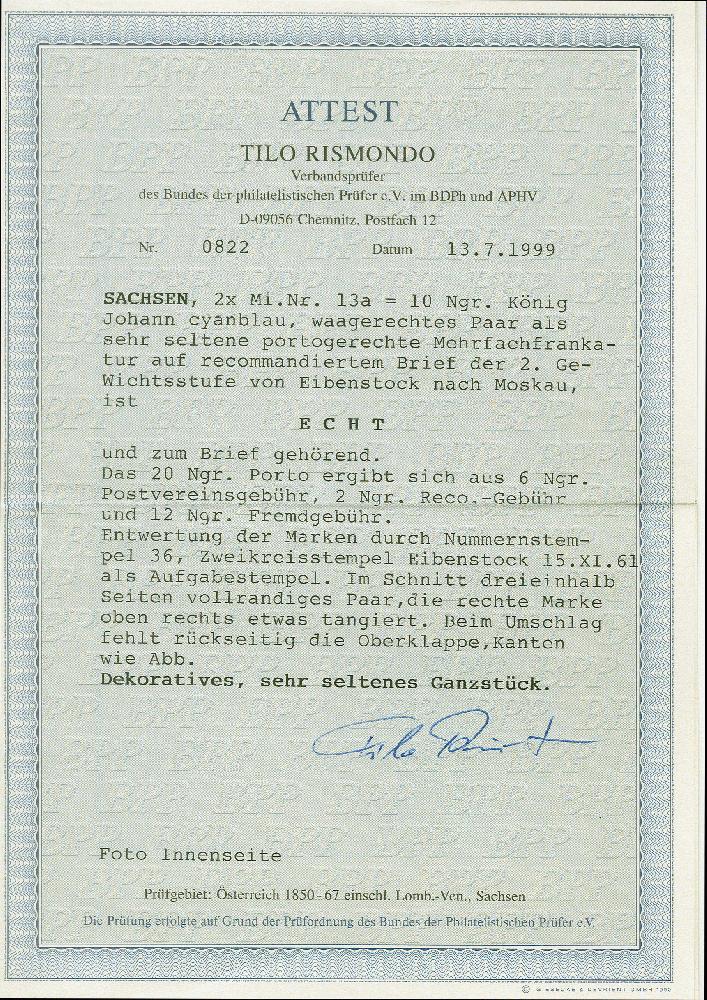 ATTEST
TILO RISMONDO
Verbandsprüfer
des Bundes der philatelistischen Prüfer e.V. im BDPh und APHV
D-09056 Chemnitz, Postfach 12
Nr. 0822 Datum 13.7.1999
SACHSEN, 2x Mi.Nr. 13a = 10 Ngr. König
Johann cyanblau, waagerechtes Paar als
sehr seltene portogerechte Mehrfachfranka-
tur auf recommandiertem Brief der 2. Ge-
Wichtsstufe von Eibenstock nach Moskau,
ist
E C H T
und zum Brief gehörend.
Das 20 Ngr. Porto ergibt sich aus 6 Ngr.
Postvereinsgebühr, 2 Ngr. Reco.-Gebühr
und 12 Ngr. Fremdgebühr.
Entwertung der Marken durch Nummernstem-
pel 36, Zweikreisstempel Eibenstock 15.XI.61
als Aufgabestempel. Im Schnitt dreieinhalb
Seiten vollrandiges Paar,die rechte Marke
oben rechts etwas tangiert. Beim Umschlag
fehlt rückseitig die Oberklappe,Kanten
wie Abb.
Dekoratives, sehr seltenes Ganzstück.
Foto Innenseite
Prüfgebiet: Österreich 1850-67 einschl. Lomb.-Ven., Sachsen
Die Prüfung erfolgte auf Grund der Prüfordnung des Bundes der Philatelistischen Prüfer e.V.